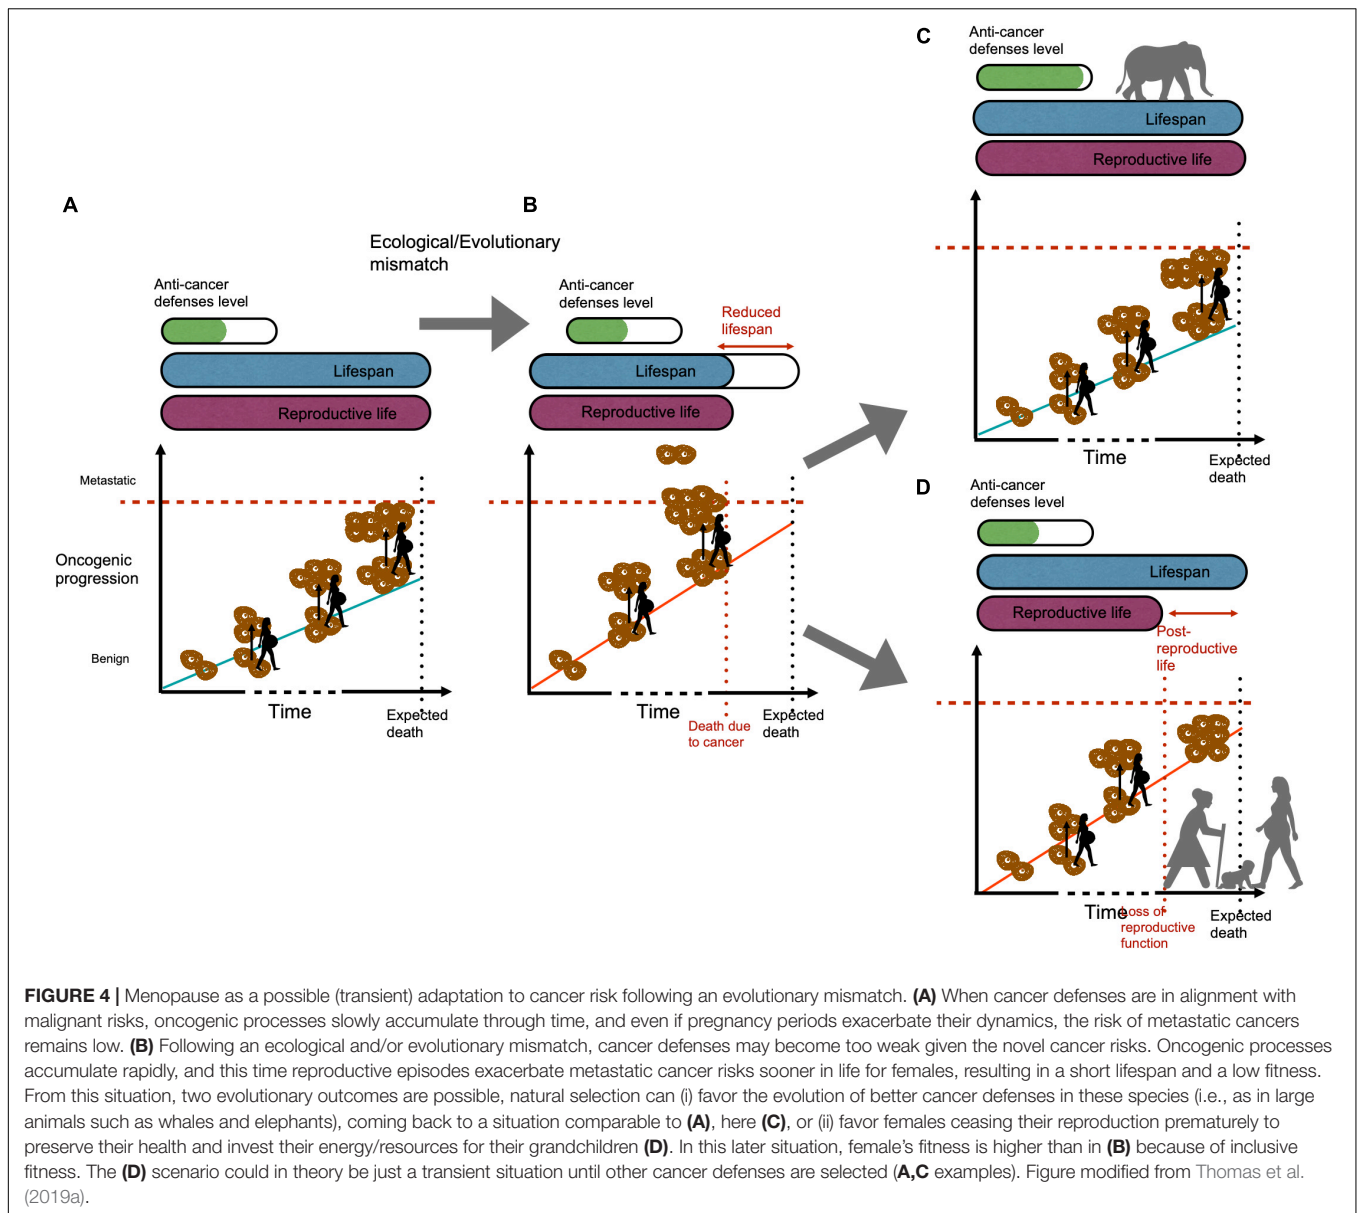 A
Anti-cancer
defenses level
Lifespan
Reproductive life
Metastatic
Oncogenic
progression
Benign
Time
Expected
death
Ecological/Evolutionary
mismatch
B
Anti-cancer
defenses level
Reduced
lifespan
Lifespan
Reproductive life
Time
Death due
to cancer
Expected
death
C
Anti-cancer
defenses level
Lifespan
Reproductive life
Time
Expected
death
D
Anti-cancer
defenses level
Lifespan
Reproductive life
Post-
reproductive
life
Time
Loss of
reproductive
function
Expected
death
FIGURE 4 | Menopause as a possible (transient) adaptation to cancer risk following an evolutionary mismatch. (A) When cancer defenses are in alignment with
malignant risks, oncogenic processes slowly accumulate through time, and even if pregnancy periods exacerbate their dynamics, the risk of metastatic cancers
remains low. (B) Following an ecological and/or evolutionary mismatch, cancer defenses may become too weak given the novel cancer risks. Oncogenic processes
accumulate rapidly, and this time reproductive episodes exacerbate metastatic cancer risks sooner in life for females, resulting in a short lifespan and a low fitness.
From this situation, two evolutionary outcomes are possible, natural selection can (i) favor the evolution of better cancer defenses in these species (i.e., as in large
animals such as whales and elephants), coming back to a situation comparable to (A), here (C), or (ii) favor females ceasing their reproduction prematurely to
preserve their health and invest their energy/resources for their grandchildren (D). In this later situation, female's fitness is higher than in (B) because of inclusive
fitness. The (D) scenario could in theory be just a transient situation until other cancer defenses are selected (A,C examples). Figure modified from Thomas et al.
(2019a).